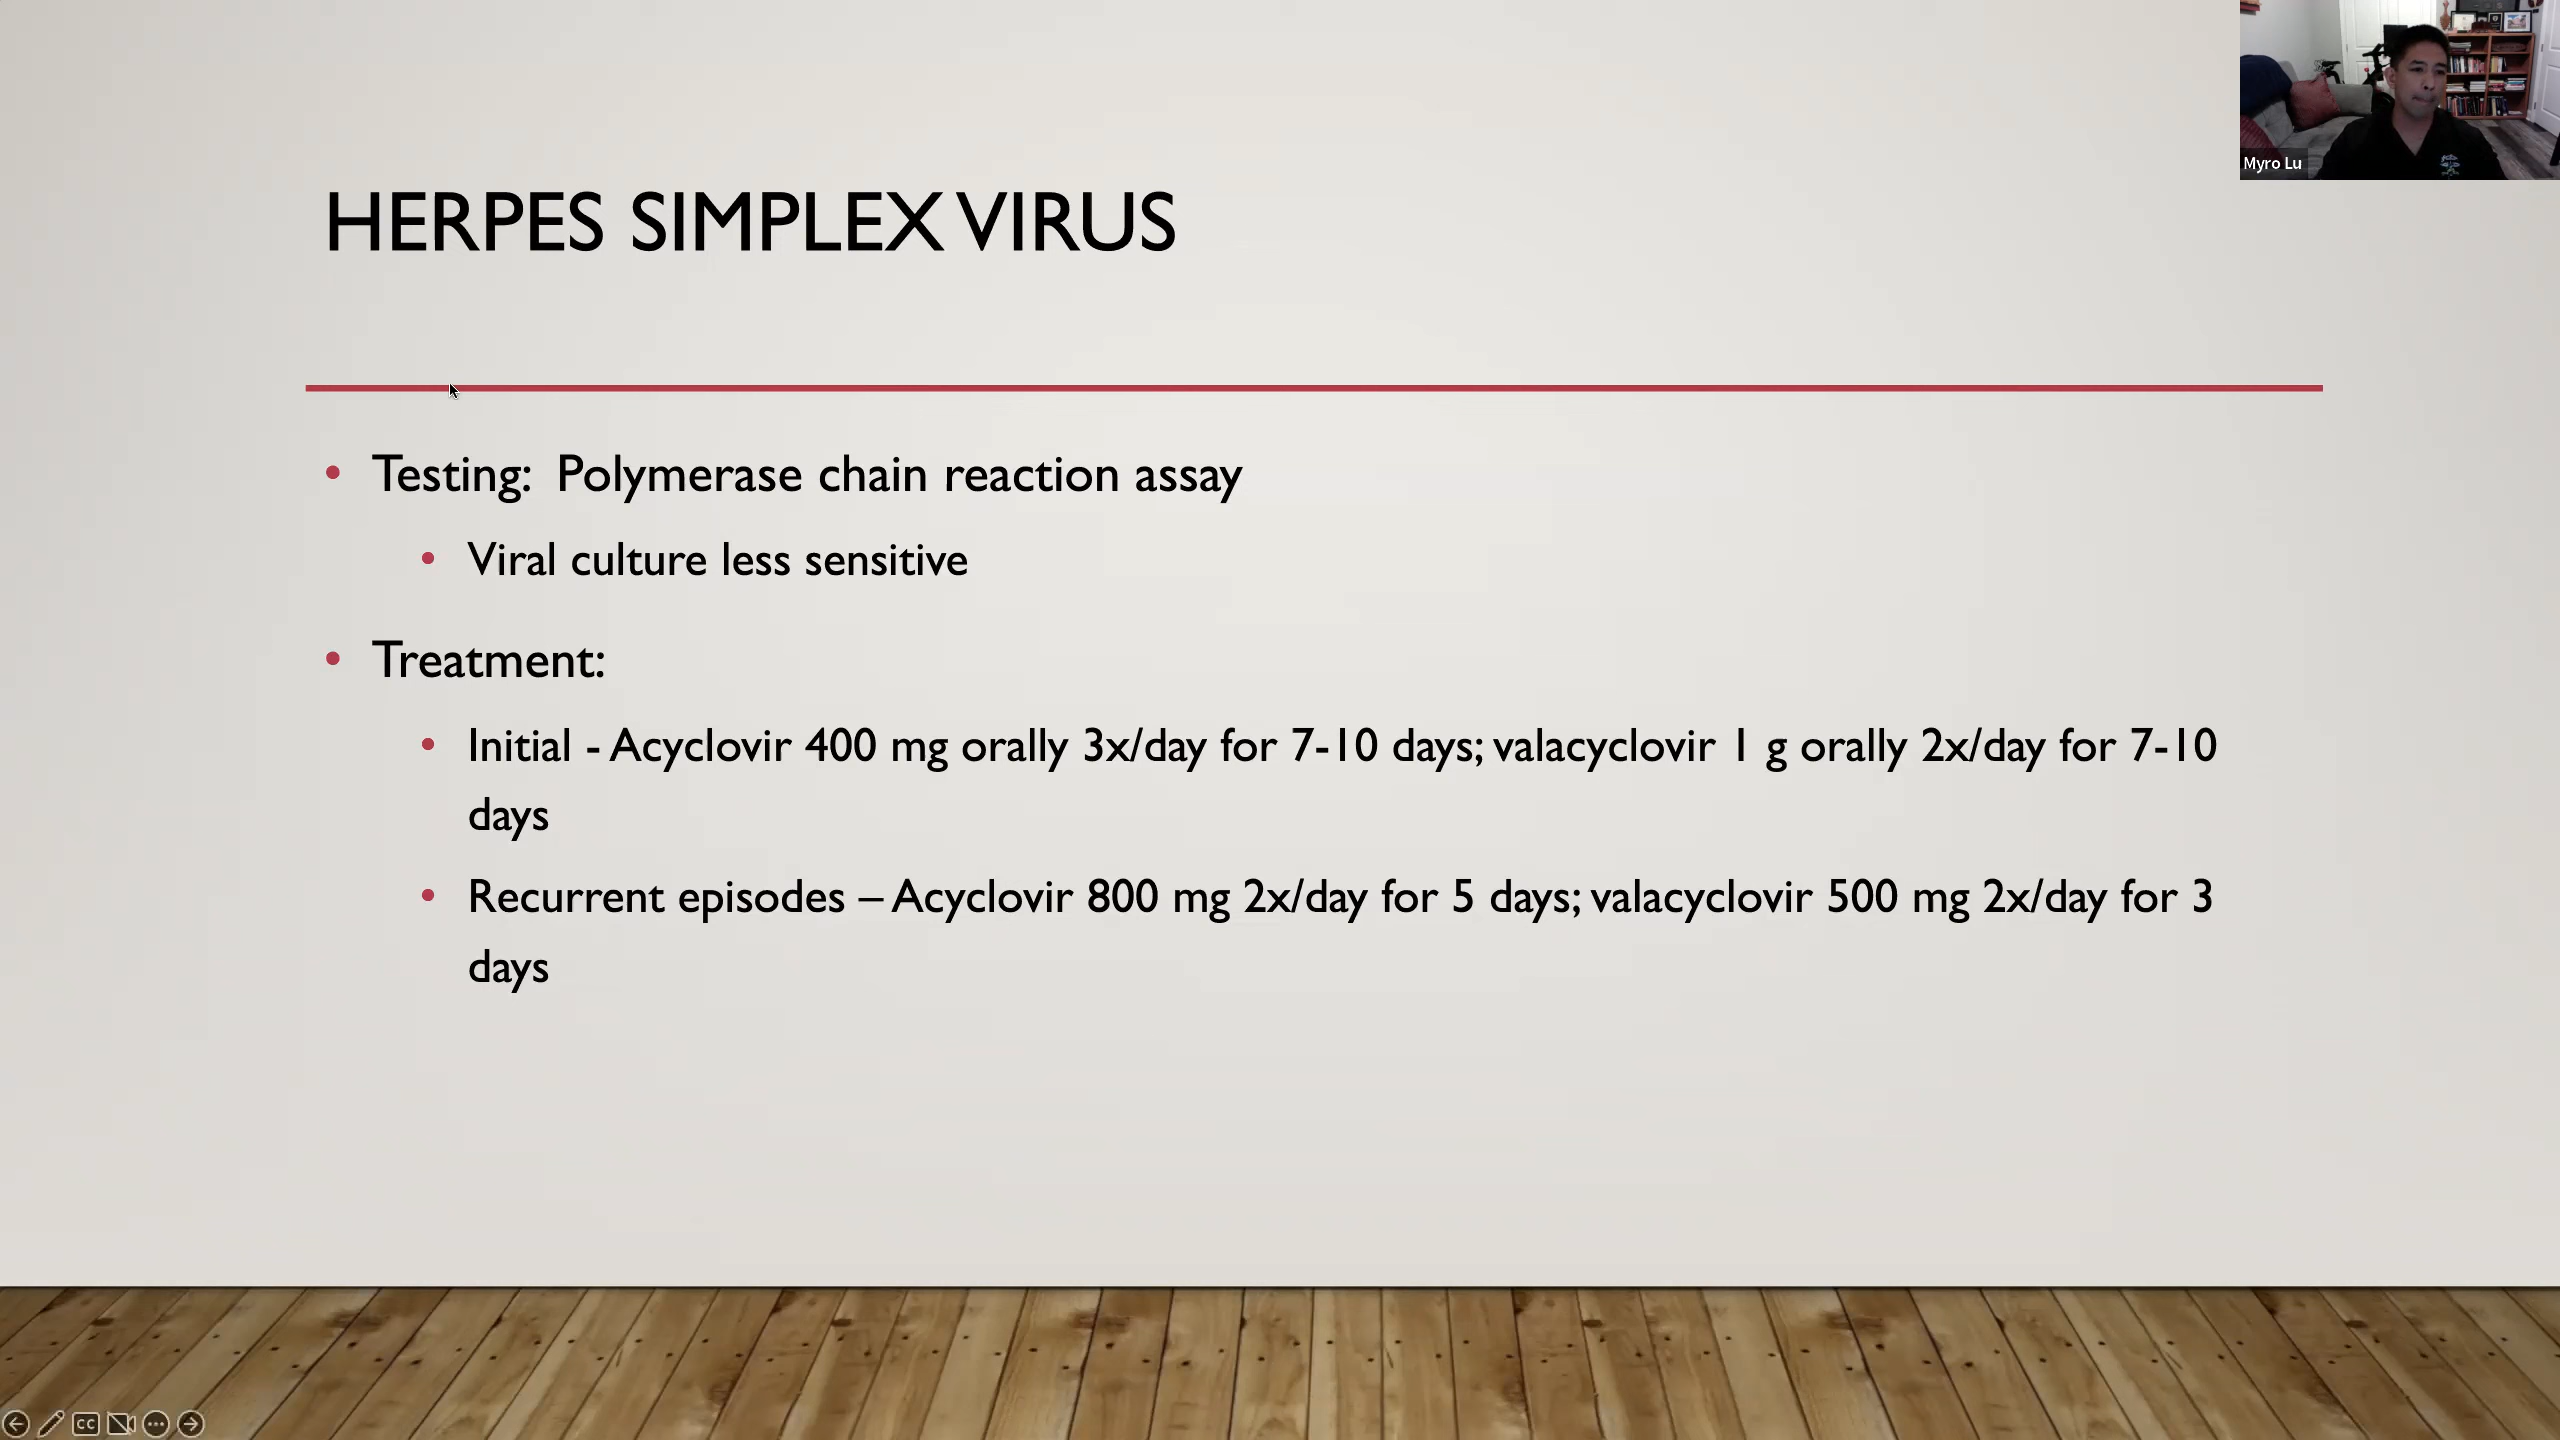 Myro Lu
HERPES SIMPLEX VIRUS
• Testing:  Polymerase chain reaction assay
• Viral culture less sensitive
• Treatment:
• Initial - Acyclovir 400 mg orally 3x/day for 7-10 days; valacyclovir 1 g orally 2x/day for 7-10
days
• Recurrent episodes – Acyclovir 800 mg 2x/day for 5 days; valacyclovir 500 mg 2x/day for 3
days
CC